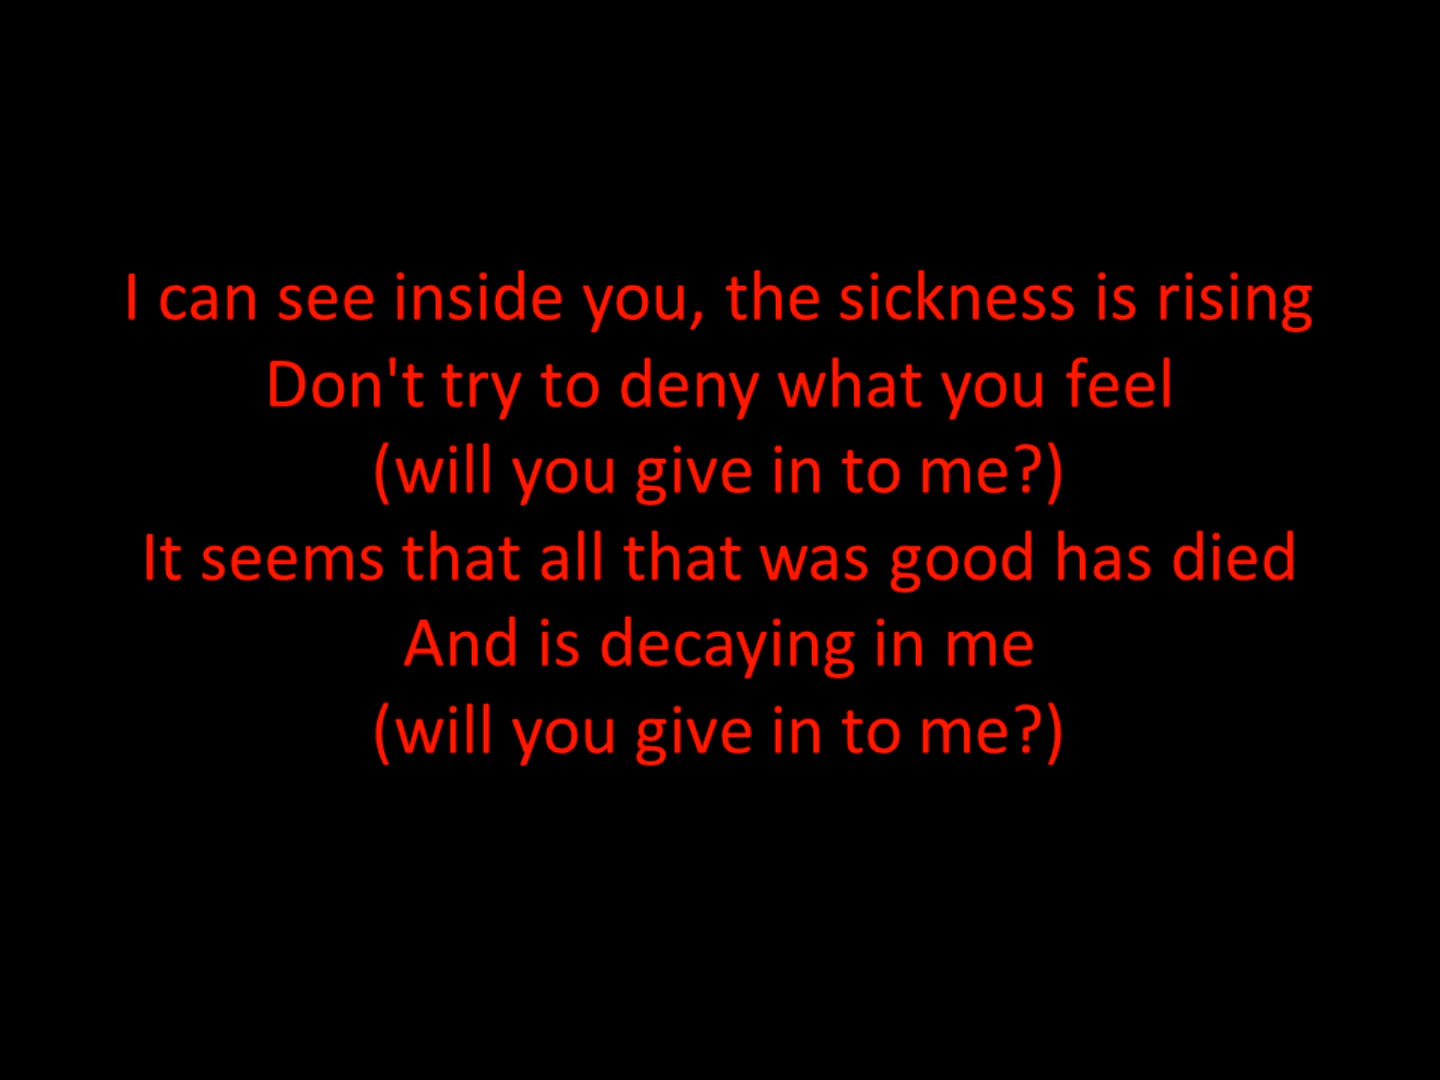 I can see inside you, the sickness is rising
Don't try to deny what you feel
(will you give in to me?)
It seems that all that was good has died
And is decaying in me
(will you give in to me?)